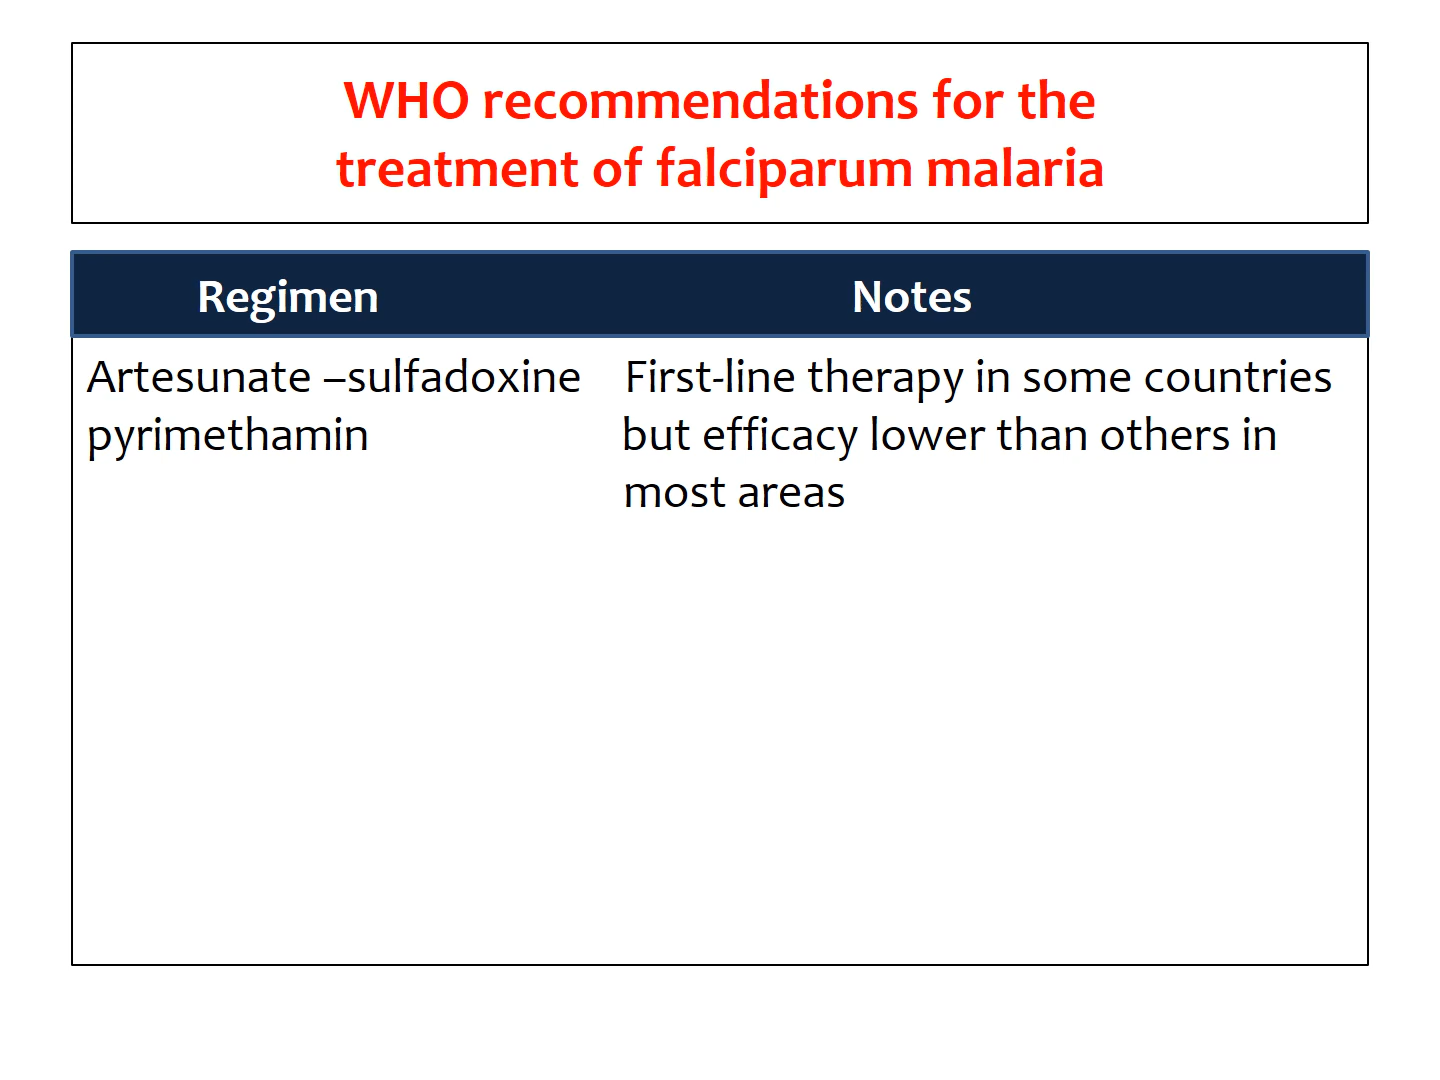 WHO recommendations for the
treatment of falciparum malaria
Regimen Notes
Artesunate –sulfadoxine First-line therapy in some countries
pyrimethamin but efficacy lower than others in
most areas